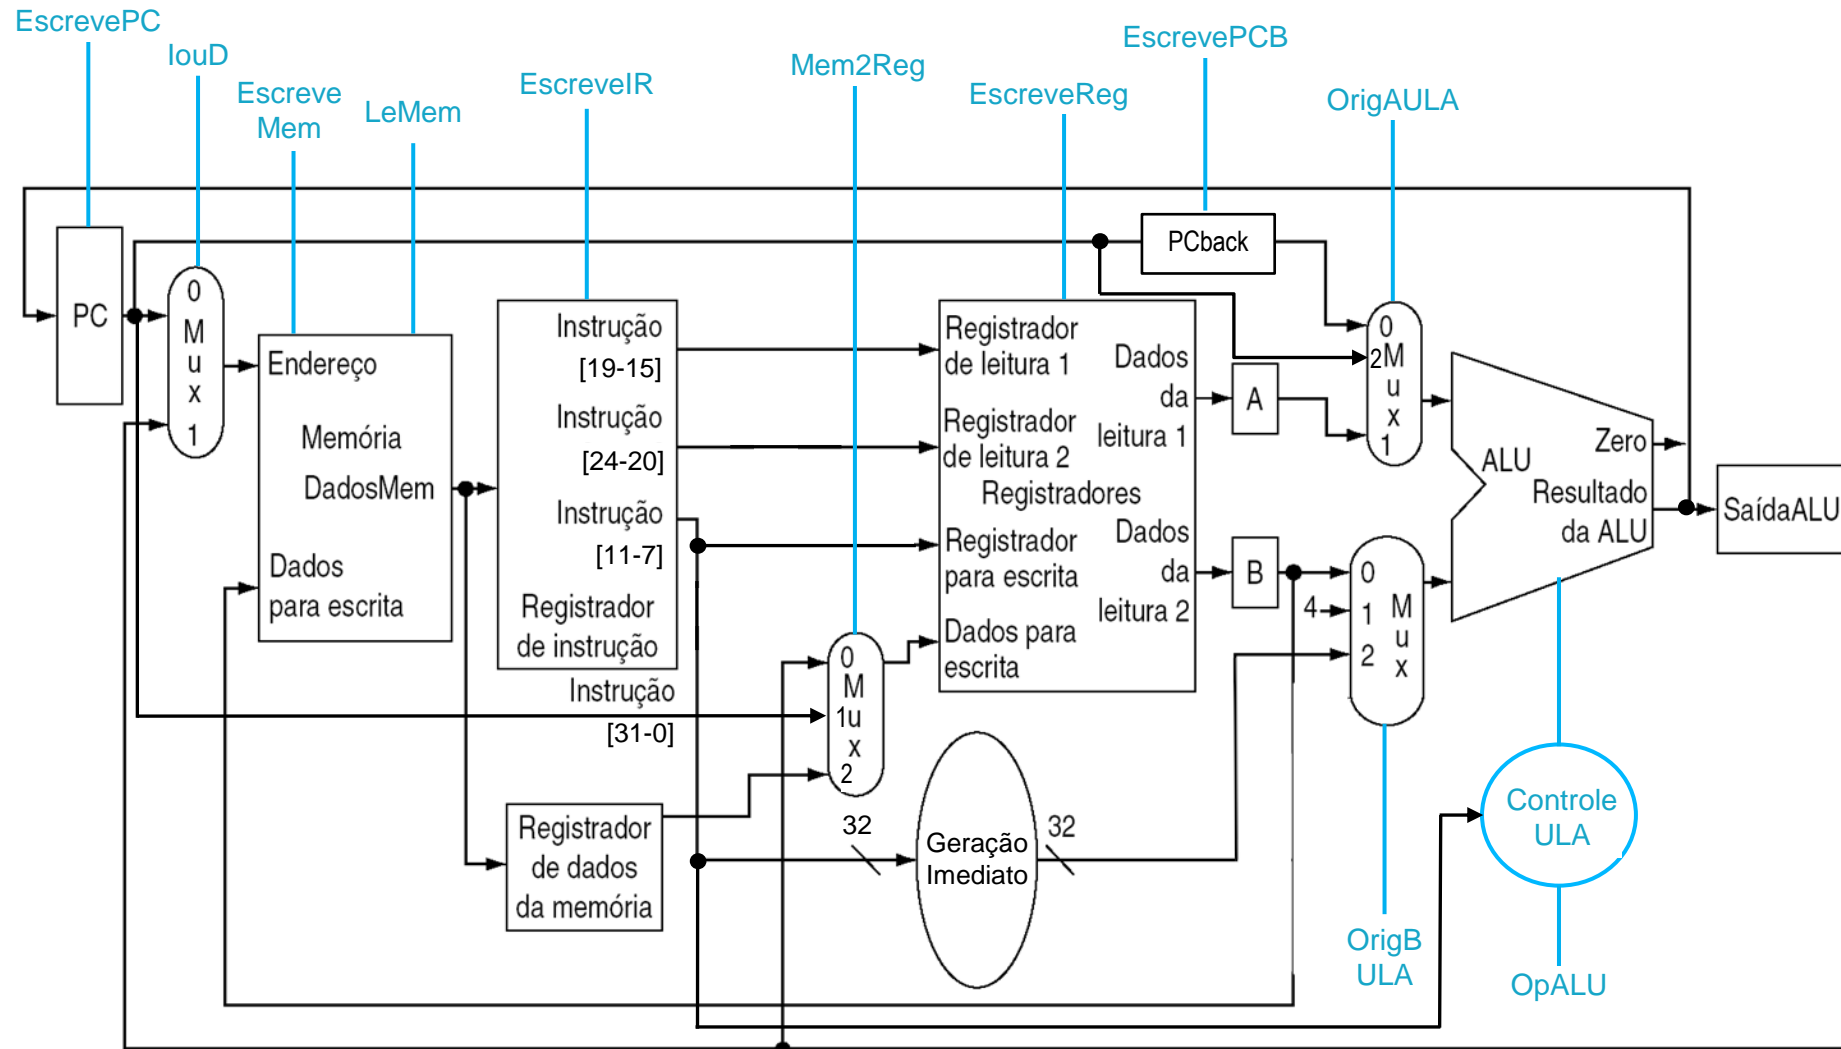 EscrevePC
IouD
Escreve
Mem
LeMem
EscreveIR
Mem2Reg
EscreveReg
EscrevePCB
OrigAULA
PC
0
M
u
x
1
Endereço
Memória
DadosMem
Dados
para escrita
Instrução
[19-15]
Instrução
[24-20]
Instrução
[11-7]
Registrador
de instrução
Instrução
[31-0]
Registrador
de dados
da memória
0
M
1u
x
2
Registrador
de leitura 1
Registrador
de leitura 2
Registradores
Registrador
para escrita
Dados para
escrita
Dados
da
leitura 1
Dados
da
leitura 2
32
Geração
Imediato
32
PCback
A
B
4
0
2M
u
x
1
0
1 M
u
2 x
ALU
Zero
Resultado
da ALU
SaídaALU
Controle
ULA
OrigB
ULA
OpALU